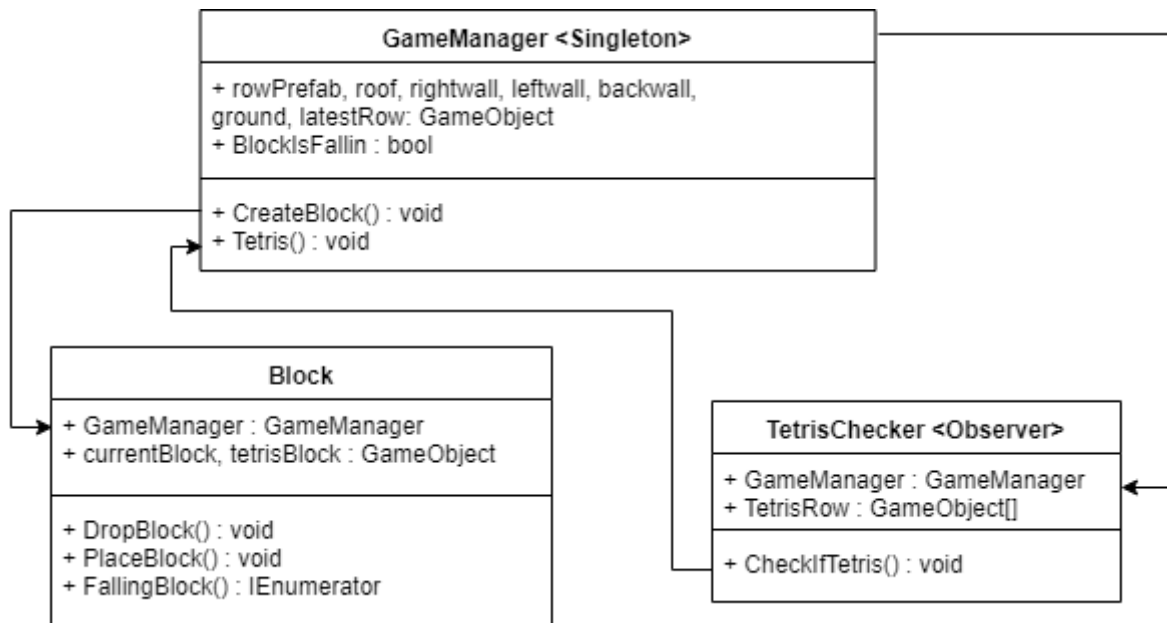 GameManager <Singleton>
+ rowPrefab, roof, rightwall, leftwall, backwall,
ground, latestRow: GameObject
+ BlockIsFallin : bool
+ CreateBlock() : void
+ Tetris() : void
Block
+ GameManager : GameManager
+ currentBlock, tetrisBlock : GameObject
+ DropBlock() : void
+ PlaceBlock() : void
+ FallingBlock() : IEnumerator
TetrisChecker <Observer>
+ GameManager : GameManager
+ TetrisRow : GameObject[]
+ CheckIfTetris() : void